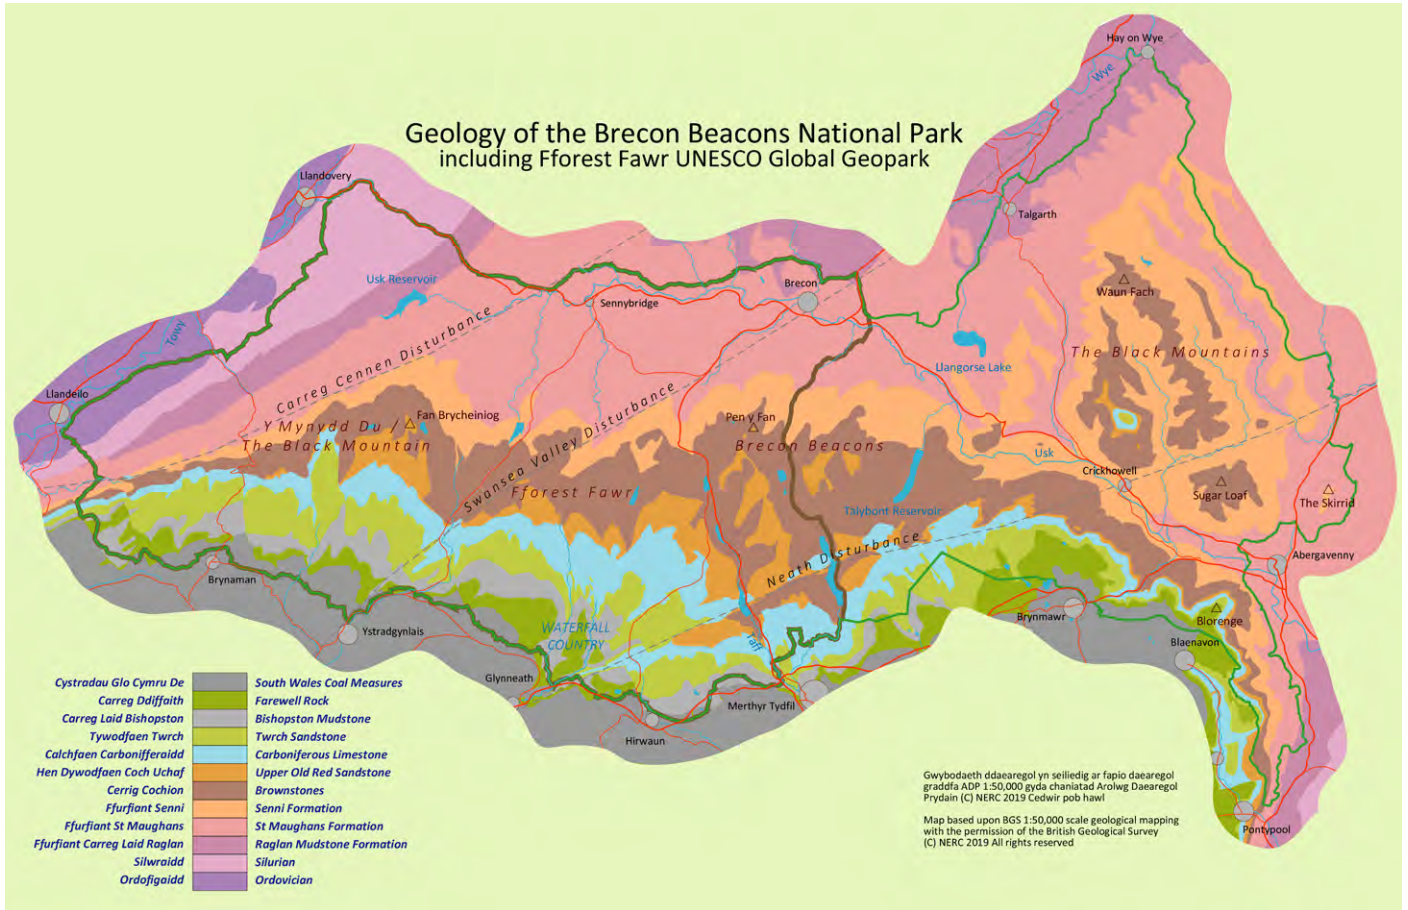 Geology of the Brecon Beacons National Park
including Fforest Fawr UNESCO Global Geopark
Hay on Wye
Wye
Llandovery
Talgarth
Usk Reservoir
Brecon
Sennybridge
Waun Fach
Towy
Carreg Cennen Disturbance
The Black Mountains
Llangorse Lake
Llandeilo
Swansea Valley Disturbance
Fan Brycheiniog
Y Mynydd Du /
The Black Mountain
Pen y Fan
Brecon Beacons
Usk
Crickhowell
Fforest Fawr
Sugar Loaf
The Skirrid
Talybont Reservoir
Neath Disturbance
Abergavenny
Brynaman
Brynmawr
Blorenge
Ystradgynlais
WATERFALL
COUNTRY
Taff
Blaenavon
Glynneath
Merthyr Tydfil
Hirwaun
Pontypool
Cystradau Glo Cymru De South Wales Coal Measures
Carreg Ddiffaith Farewell Rock
Carreg Laid Bishopston Bishopston Mudstone
Tywodfaen Twrch Twrch Sandstone
Calchfaen Carbonifferaidd Carboniferous Limestone
Hen Dywodfaen Coch Uchaf Upper Old Red Sandstone
Cerrig Cochion Brownstones
Ffurfiant Senni Senni Formation
Ffurfiant St Maughans St Maughans Formation
Ffurfiant Carreg Laid Raglan Raglan Mudstone Formation
Silwraidd Silurian
Ordofigaidd Ordovician
Gwybodaeth ddaearegol yn seiliedig ar fapio daearegol
graddfa ADP 1:50,000 gyda chaniatad Arolwg Daearegol
Prydain (C) NERC 2019 Cedwir pob hawl
Map based upon BGS 1:50,000 scale geological mapping
with the permission of the British Geological Survey
(C) NERC 2019 All rights reserved